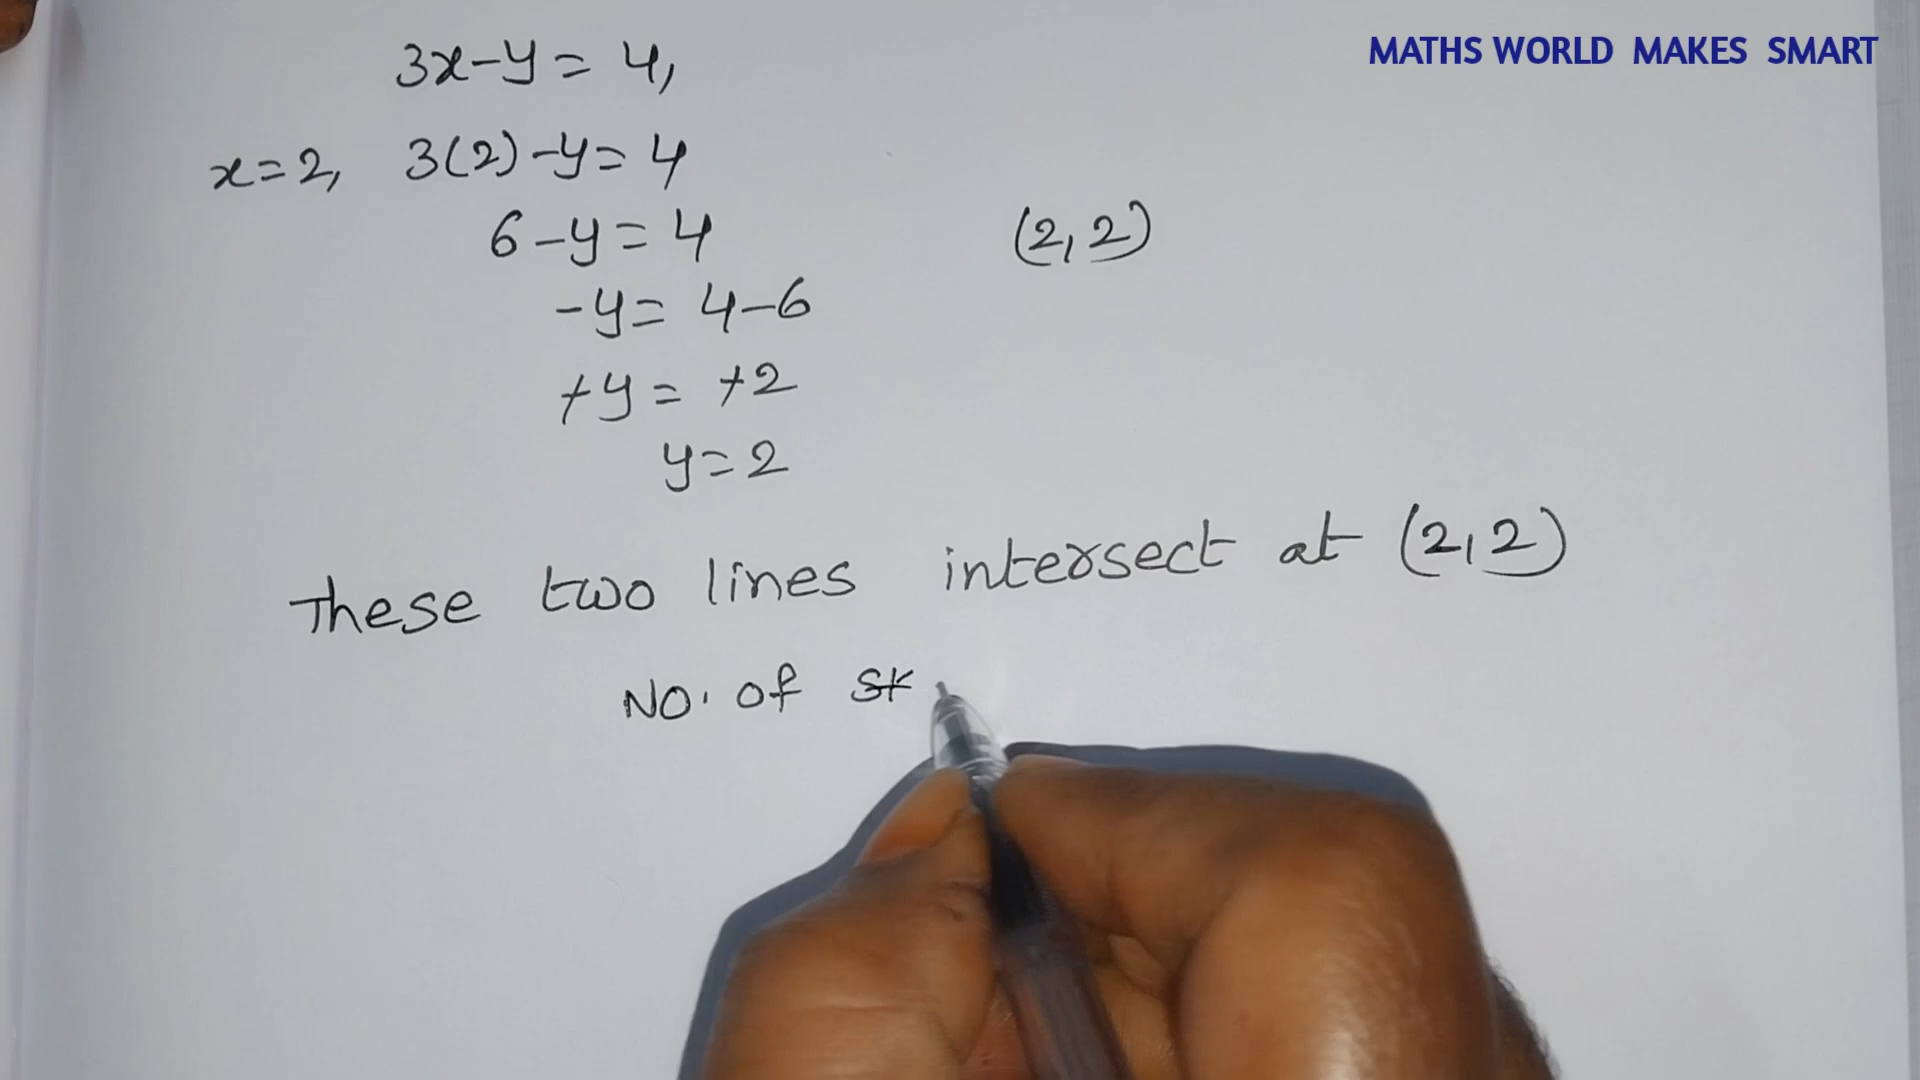 MATHS WORLD MAKES SMART
3x-y = 4,
x=2, 3(2)-y= 4
6-y= 4
(2,2)
-y= 4-6
+y= +2
y=2
These two lines intersect at (2,2)
No. of sk